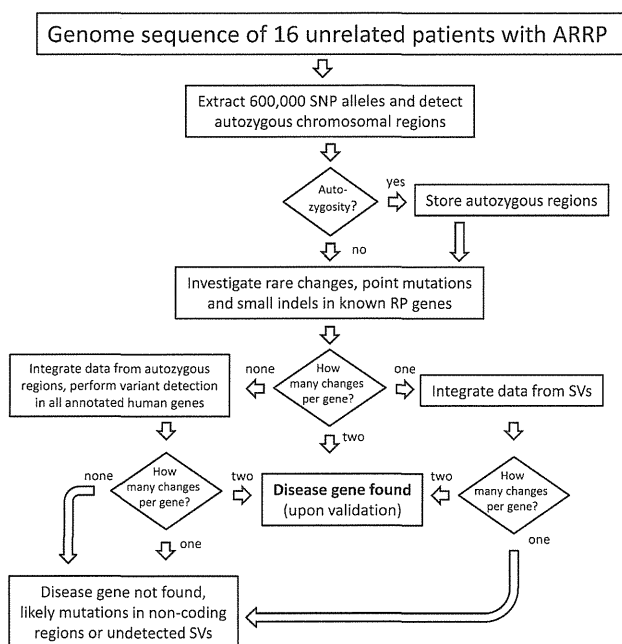 Genome sequence of 16 unrelated patients with ARRP
Extract 600,000 SNP alleles and detect
autozygous chromosomal regions
Auto-
zygosity?
yes
Store autozygous regions
no
Investigate rare changes, point mutations
and small indels in known RP genes
Integrate data from autozygous
regions, perform variant detection
in all annotated human genes
none
How
many changes
per gene?
one
Integrate data from SVs
two
none
How
many changes
per gene?
two
Disease gene found
(upon validation)
two
How
many changes
per gene?
one
one
Disease gene not found,
likely mutations in non-coding
regions or undetected SVs